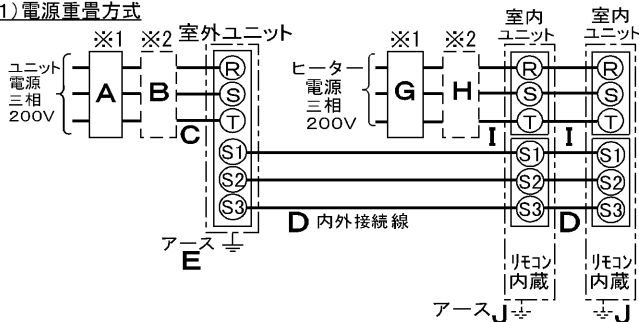 1)電源重畳方式
※1 ※2 室外ユニット
ユニット
電源
三相
200V
A B C
R
S
T
S1
S2
S3
アース
E
※1 ※2
ヒーター
電源
三相
200V
G H I I
室内
ユニット
R
S
T
S1
S2
S3
リモコン
内蔵
室内
ユニット
R
S
T
S1
S2
S3
リモコン
内蔵
D 内外接続線 D
アース J J